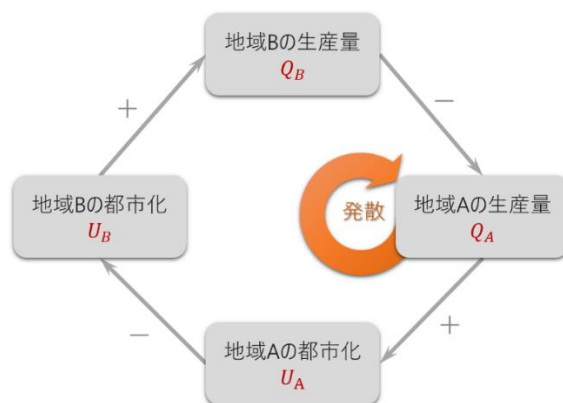 地域Bの生産量
Q_B
+
−
地域Bの都市化
U_B
発散
地域Aの生産量
Q_A
−
+
地域Aの都市化
U_A